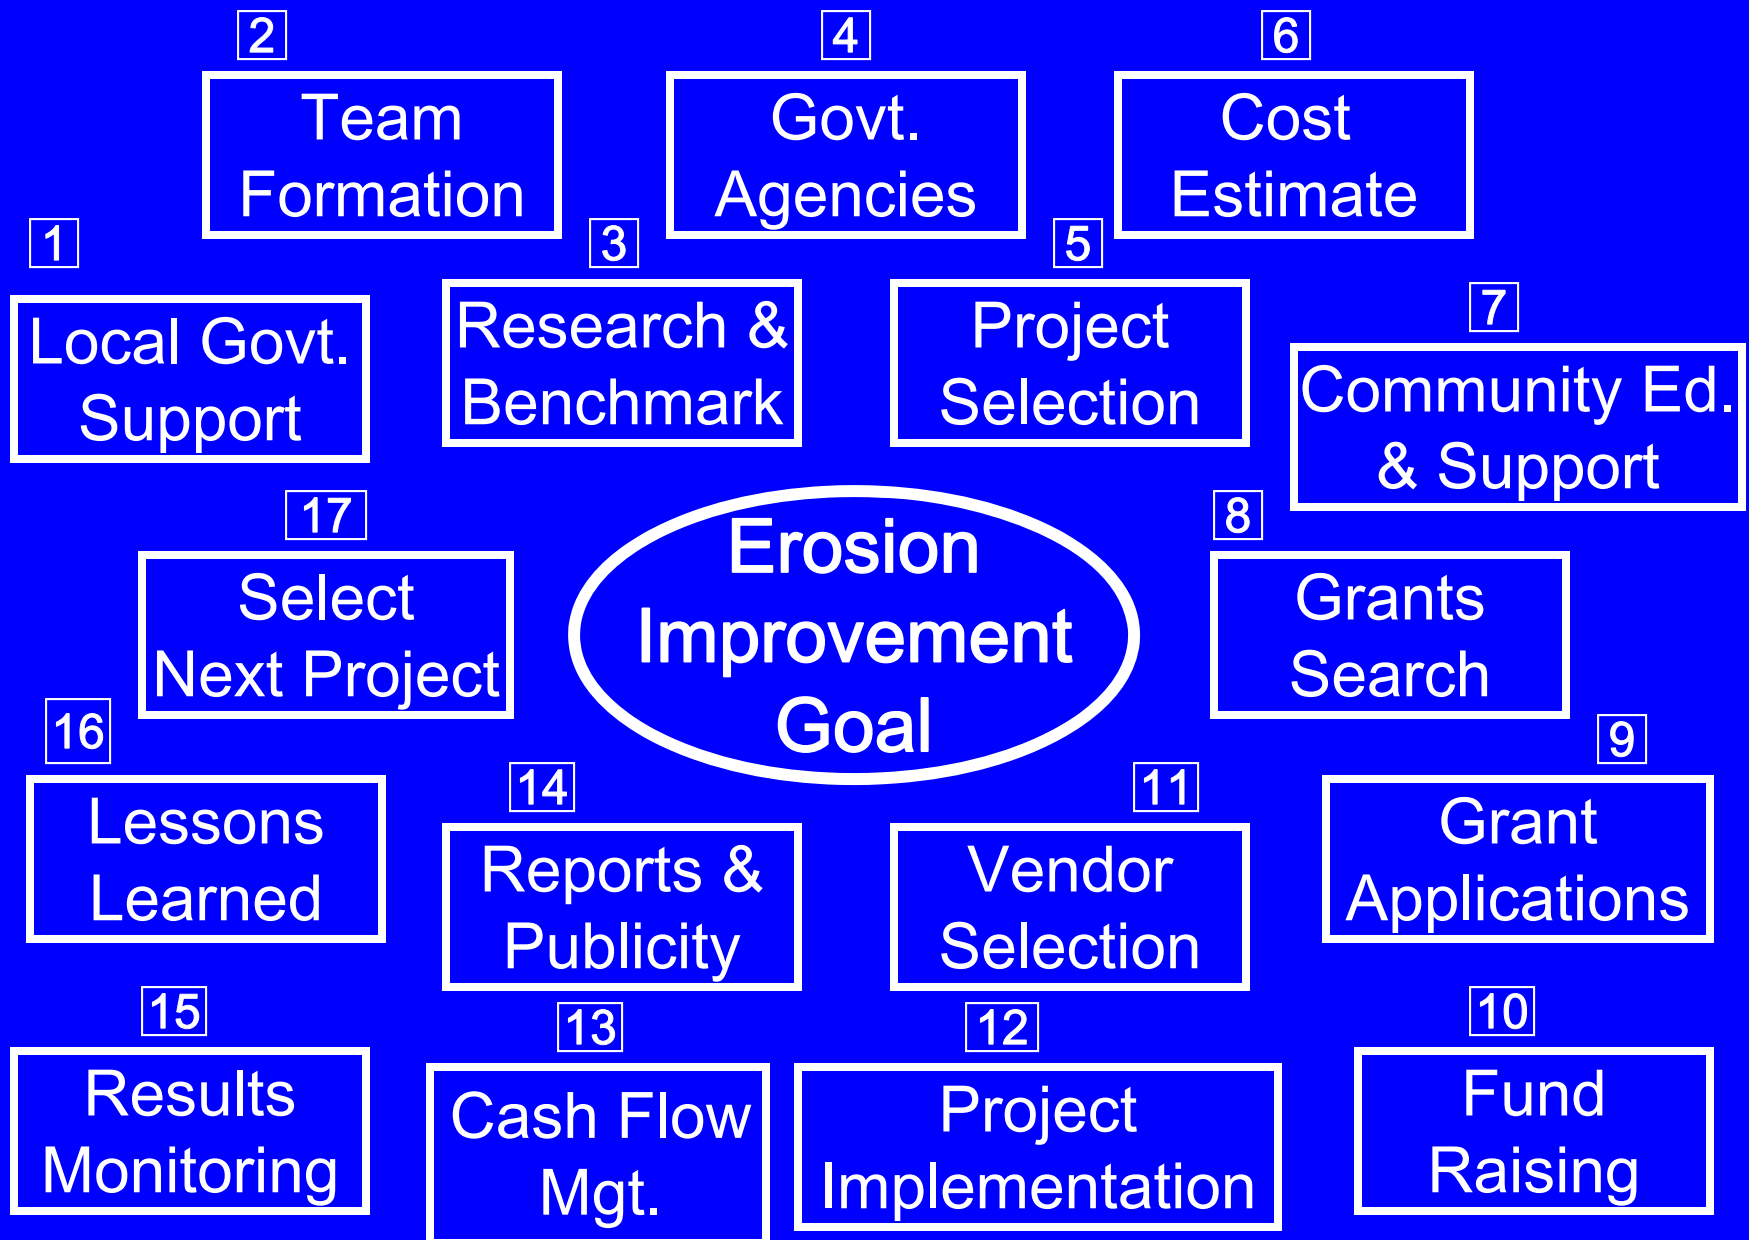 2
Team
Formation
4
Govt.
Agencies
6
Cost
Estimate
1
Local Govt.
Support
3
Research &
Benchmark
5
Project
Selection
7
Community Ed.
& Support
17
Select
Next Project
Erosion
Improvement
Goal
8
Grants
Search
16
Lessons
Learned
14
Reports &
Publicity
11
Vendor
Selection
9
Grant
Applications
15
Results
Monitoring
13
Cash Flow
Mgt.
12
Project
Implementation
10
Fund
Raising